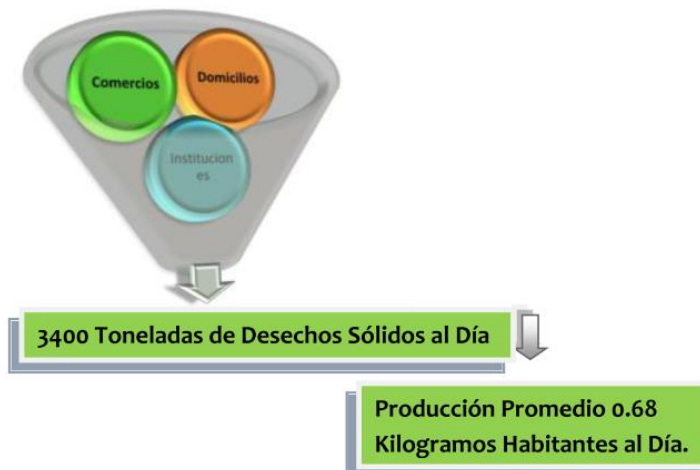 Comercios
Domicilios
Institucion
es
3400 Toneladas de Desechos Sólidos al Día
Producción Promedio 0.68
Kilogramos Habitantes al Día.